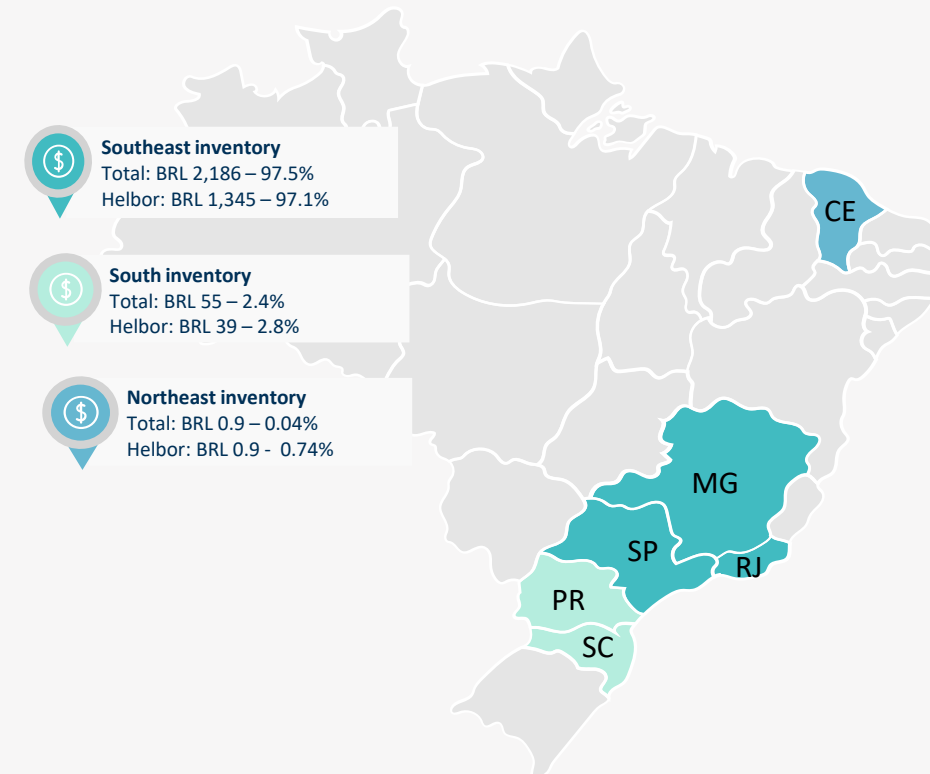 Southeast inventory
Total: BRL 2,186 – 97.5%
Helbor: BRL 1,345 – 97.1%
South inventory
Total: BRL 55 – 2.4%
Helbor: BRL 39 – 2.8%
Northeast inventory
Total: BRL 0.9 – 0.04%
Helbor: BRL 0.9 -  0.74%
CE
MG
SP
RJ
PR
SC